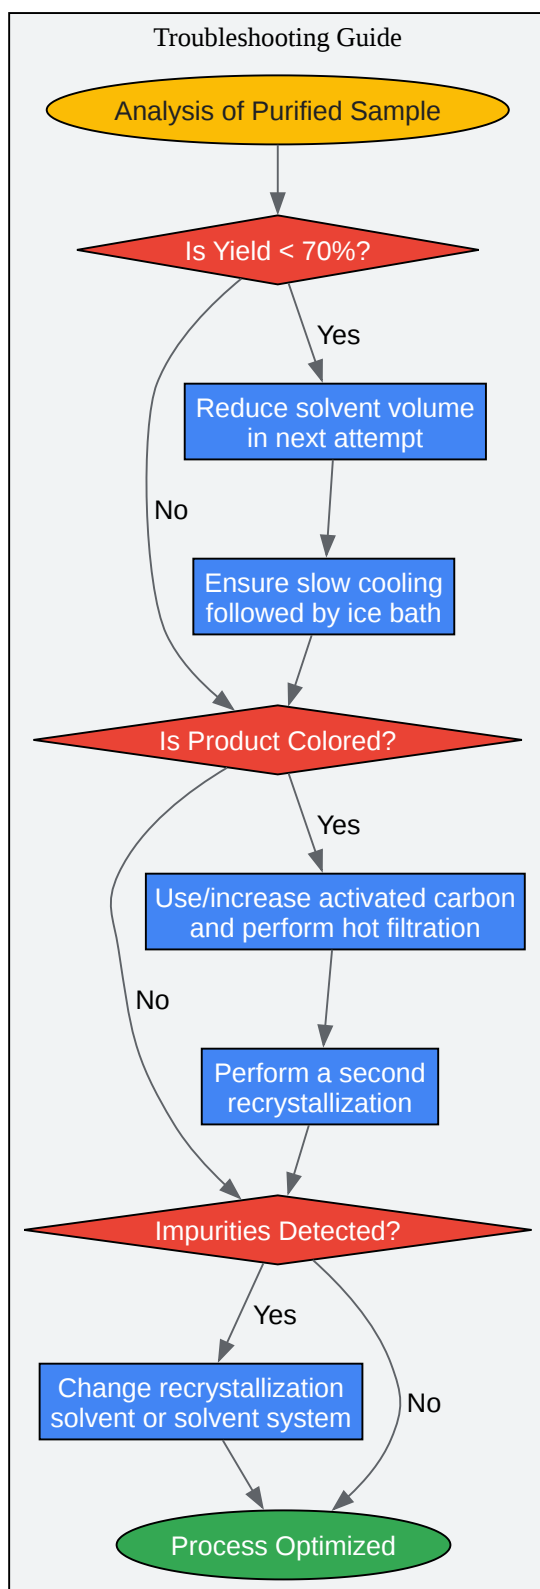 Troubleshooting Guide
Analysis of Purified Sample
Is Yield < 70%?
Yes
Reduce solvent volume
in next attempt
No
Ensure slow cooling
followed by ice bath
Is Product Colored?
Yes
Use/increase activated carbon
and perform hot filtration
No
Perform a second
recrystallization
Impurities Detected?
Yes
Change recrystallization
solvent or solvent system
No
Process Optimized